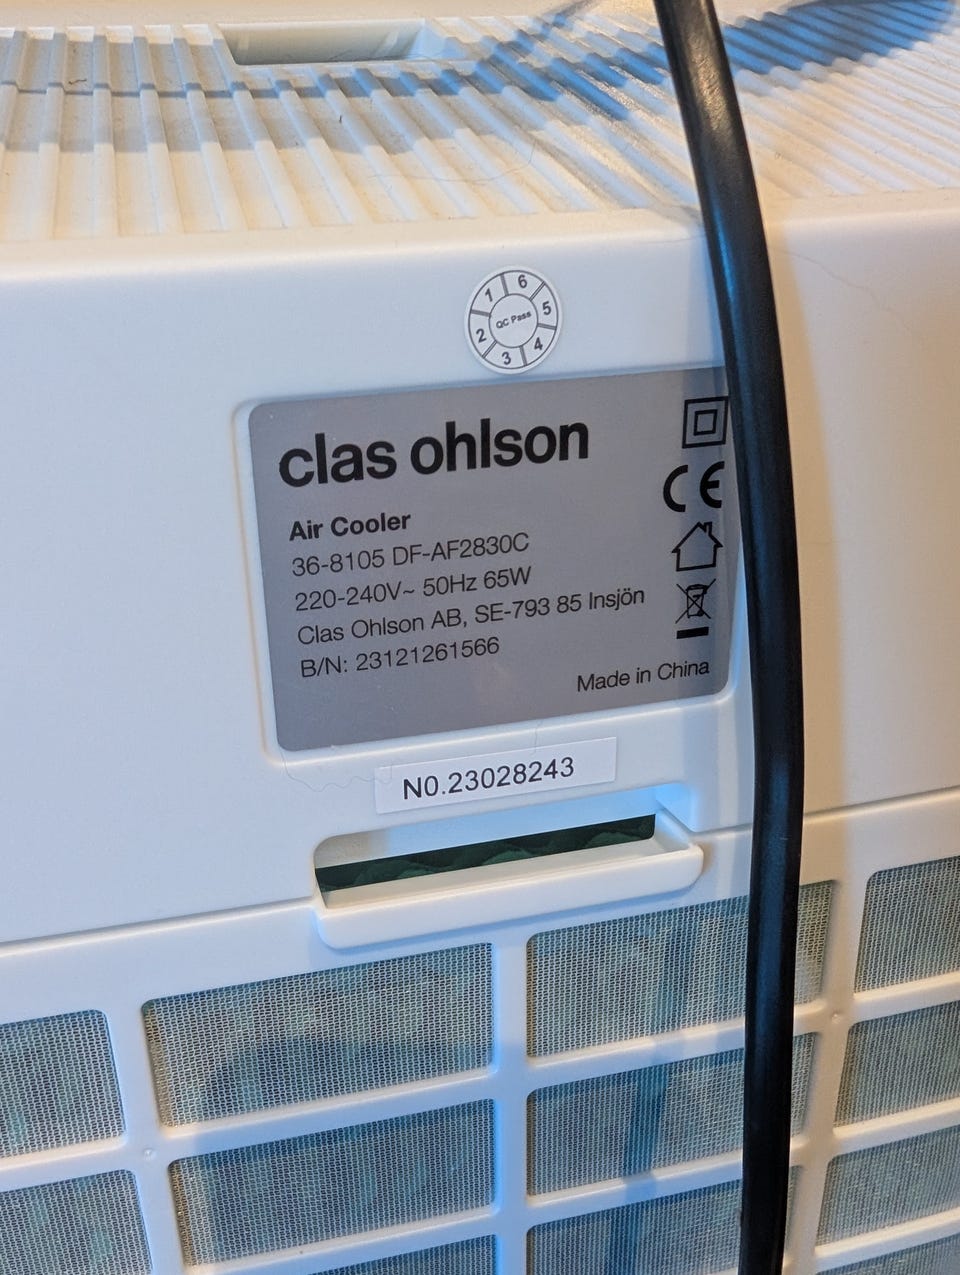 1 6 5 4 3 2
QC Pass
clas ohlson
Air Cooler
36-8105 DF-AF2830C
220-240V~ 50Hz 65W
Clas Ohlson AB, SE-793 85 Insjön
B/N: 23121261566
CE
Made in China
N0.23028243